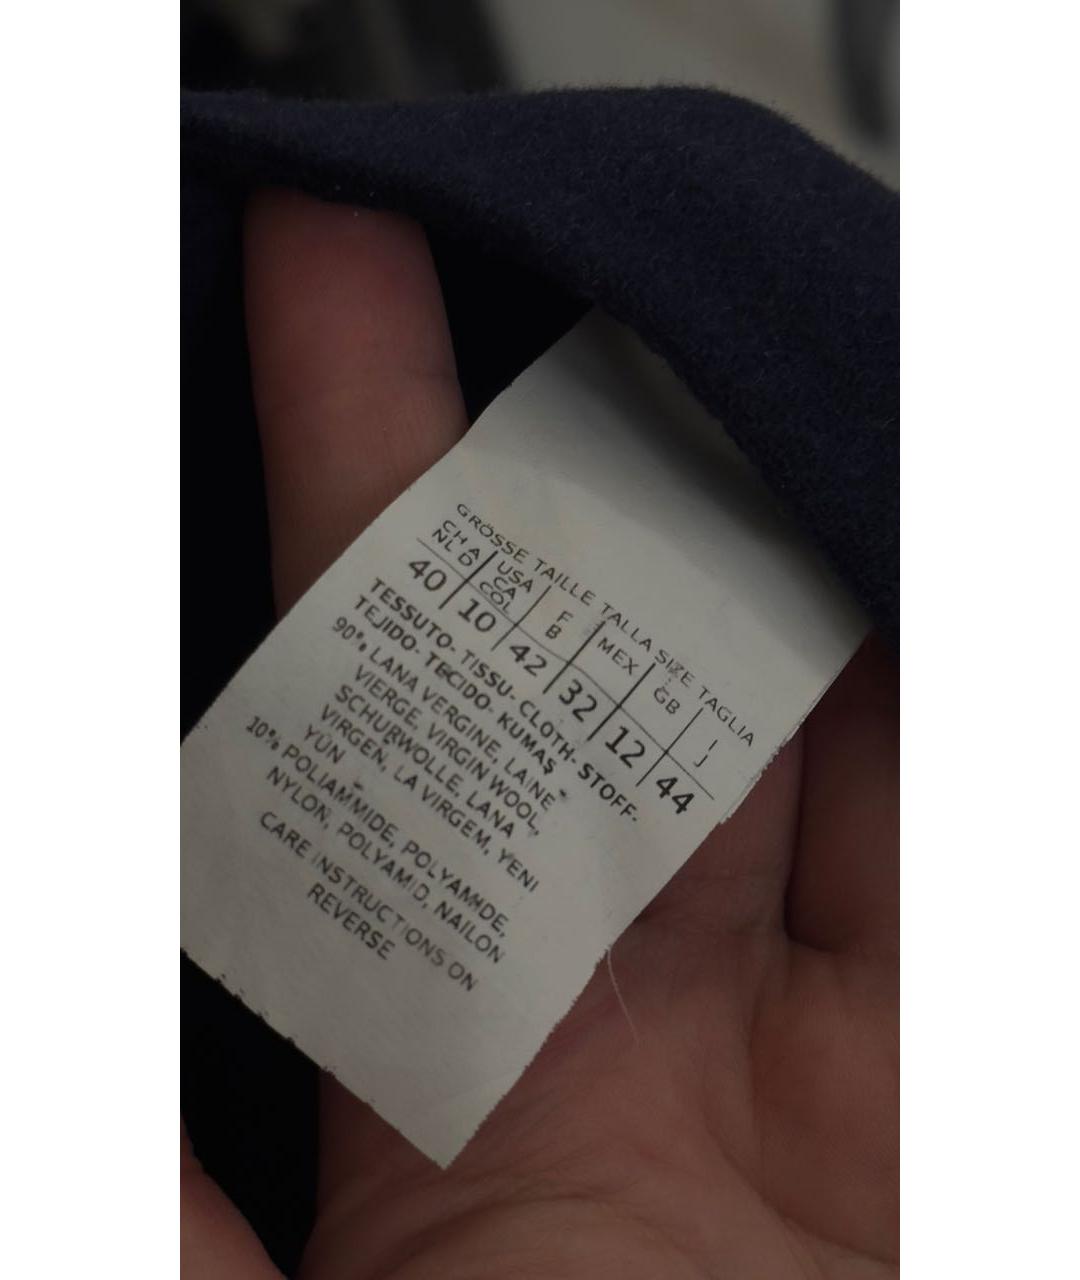 GRÖSSE TAILLE TALLA SIZE TAGLIA
CH A USA F MEX GB I
NL D CA B J
COL
40 10 42 32 12 44
TESSUTO- TISSU- CLOTH- STOFF-
TEJIDO- TECIDO- KUMAŞ
90% LANA VERGINE, LAINE
VIERGE, VIRGIN WOOL,
SCHURWOLLE, LANA
VIRGEN, LA VIRGEM, YENI
YÜN
10% POLIAMMIDE, POLYAMIDE,
NYLON, POLYAMID, NAILON
CARE INSTRUCTIONS ON
REVERSE